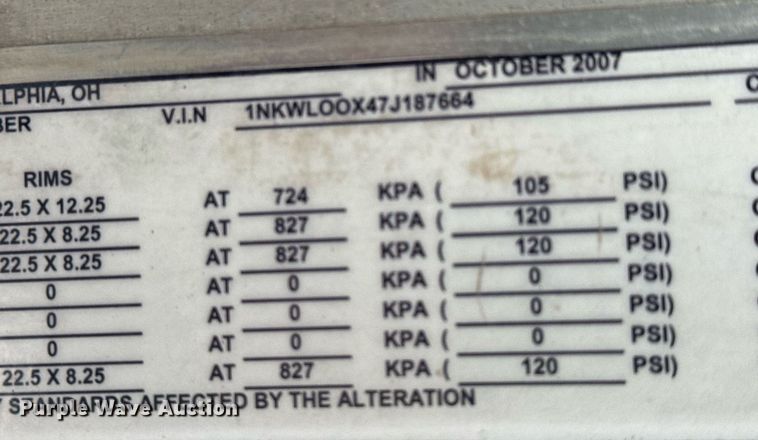 IN OCTOBER 2007
ELPHIA, OH
BER V.I.N 1NKWLOOX47J187664
RIMS
22.5 X 12.25 AT 724 KPA ( 105 PSI)
22.5 X 8.25 AT 827 KPA ( 120 PSI)
22.5 X 8.25 AT 827 KPA ( 120 PSI)
0 AT 0 KPA ( 0 PSI)
0 AT 0 KPA ( 0 PSI)
0 AT 0 KPA ( 0 PSI)
22.5 X 8.25 AT 827 KPA ( 120 PSI)
STANDARDS AFFECTED BY THE ALTERATION
Purple Wave Auction